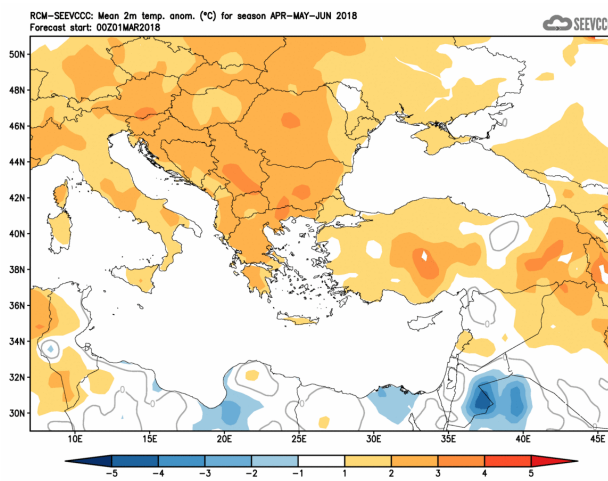 RCM-SEEVCCC: Mean 2m temp. anom. (°C) for season APR-MAY-JUN 2018
Forecast start: 00Z01MAR2018
SEEVCCC
50N
48N
46N
44N
42N
40N
38N
36N
34N
32N
30N
10E 15E 20E 25E 30E 35E 40E 45E
-5 -4 -3 -2 -1 1 2 3 4 5